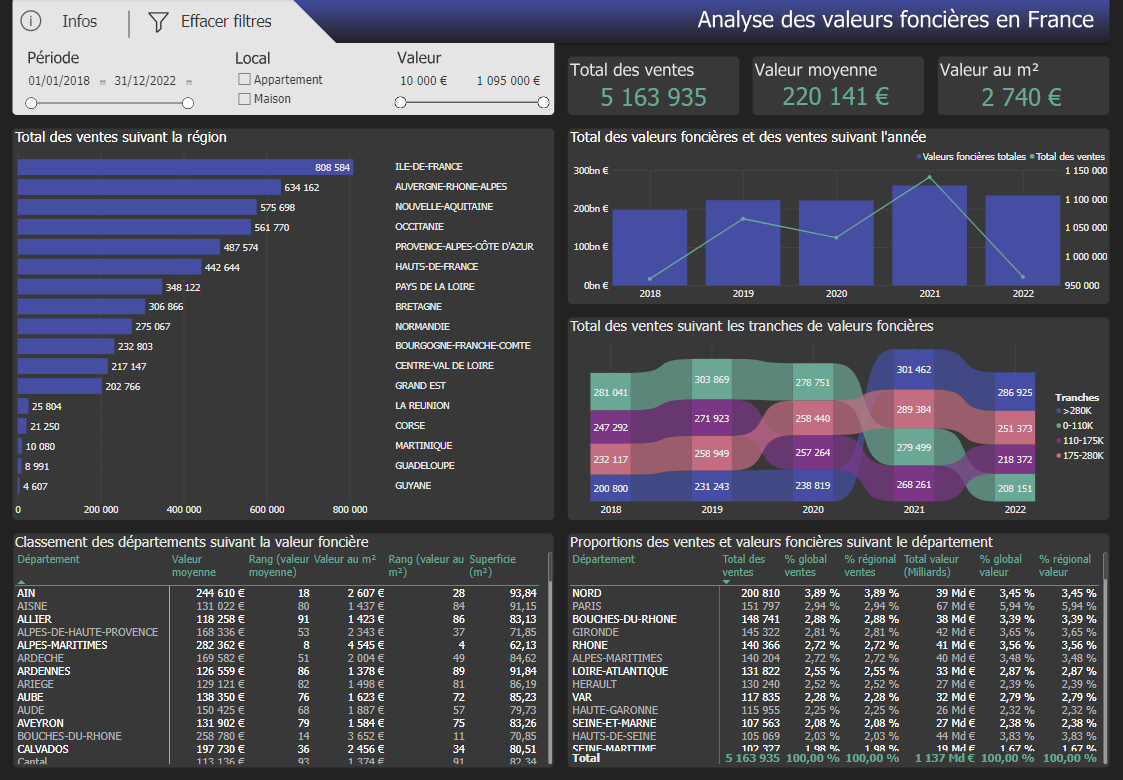 Infos
Effacer filtres
Analyse des valeurs foncières en France
Période
01/01/2018 31/12/2022
Local
Appartement
Maison
Valeur
10 000 € 1 095 000 €
Total des ventes
5 163 935
Valeur moyenne
220 141 €
Valeur au m²
2 740 €
Total des ventes suivant la région
808 584 ILE-DE-FRANCE
634 162 AUVERGNE-RHONE-ALPES
575 698 NOUVELLE-AQUITAINE
561 770 OCCITANIE
487 574 PROVENCE-ALPES-CÔTE D'AZUR
442 644 HAUTS-DE-FRANCE
348 122 PAYS DE LA LOIRE
306 866 BRETAGNE
275 067 NORMANDIE
232 803 BOURGOGNE-FRANCHE-COMTE
217 147 CENTRE-VAL DE LOIRE
202 766 GRAND EST
25 804 LA REUNION
21 250 CORSE
10 080 MARTINIQUE
8 991 GUADELOUPE
4 607 GUYANE
0 200 000 400 000 600 000 800 000
Total des valeurs foncières et des ventes suivant l'année
Valeurs foncières totales Total des ventes
300bn € 1 150 000
200bn € 1 100 000
100bn € 1 050 000
1 000 000
0bn € 950 000
2018 2019 2020 2021 2022
Total des ventes suivant les tranches de valeurs foncières
281 041 303 869 278 751 301 462 286 925
247 292 271 923 258 440 289 384 251 373
232 117 258 949 257 264 279 499 218 372
200 800 231 243 238 819 268 261 208 151
2018 2019 2020 2021 2022
Tranches
>280K
0-110K
110-175K
175-280K
Classement des départements suivant la valeur foncière
Département Valeur moyenne Rang (valeur moyenne) Valeur au m² Rang (valeur au m²) Superficie (m²)
AIN 244 610 € 18 2 607 € 28 93,84
AISNE 131 022 € 80 1 437 € 84 91,15
ALLIER 118 258 € 91 1 423 € 86 83,13
ALPES-DE-HAUTE-PROVENCE 168 336 € 53 2 343 € 37 71,85
ALPES-MARITIMES 282 362 € 8 4 545 € 4 62,13
ARDECHE 169 582 € 51 2 004 € 49 84,62
ARDENNES 126 559 € 86 1 378 € 89 91,84
ARIEGE 129 121 € 82 1 498 € 81 86,19
AUBE 138 350 € 76 1 623 € 72 85,23
AUDE 150 425 € 68 1 887 € 57 79,73
AVEYRON 131 902 € 79 1 584 € 75 83,26
BOUCHES-DU-RHONE 258 780 € 14 3 652 € 11 70,85
CALVADOS 197 730 € 36 2 456 € 34 80,51
Cantal 113 136 € 93 1 374 € 91 82,34
Proportions des ventes et valeurs foncières suivant le département
Département Total des ventes % global ventes % régional ventes Total valeur (Milliards) % global valeur % régional valeur
NORD 200 810 3,89 % 3,89 % 39 Md € 3,45 % 3,45 %
PARIS 151 797 2,94 % 2,94 % 67 Md € 5,94 % 5,94 %
BOUCHES-DU-RHONE 148 741 2,88 % 2,88 % 38 Md € 3,39 % 3,39 %
GIRONDE 145 322 2,81 % 2,81 % 42 Md € 3,65 % 3,65 %
RHONE 140 366 2,72 % 2,72 % 41 Md € 3,56 % 3,56 %
ALPES-MARITIMES 140 204 2,72 % 2,72 % 40 Md € 3,48 % 3,48 %
LOIRE-ATLANTIQUE 131 822 2,55 % 2,55 % 33 Md € 2,87 % 2,87 %
HERAULT 130 240 2,52 % 2,52 % 27 Md € 2,39 % 2,39 %
VAR 117 835 2,28 % 2,28 % 32 Md € 2,79 % 2,79 %
HAUTE-GARONNE 115 955 2,25 % 2,25 % 26 Md € 2,32 % 2,32 %
SEINE-ET-MARNE 107 563 2,08 % 2,08 % 27 Md € 2,38 % 2,38 %
HAUTS-DE-SEINE 105 069 2,03 % 2,03 % 44 Md € 3,83 % 3,83 %
SEINE-MARITIME 102 327 1,98 % 1,98 % 19 Md € 1,67 % 1,67 %
Total 5 163 935 100,00 % 100,00 % 1 137 Md € 100,00 % 100,00 %